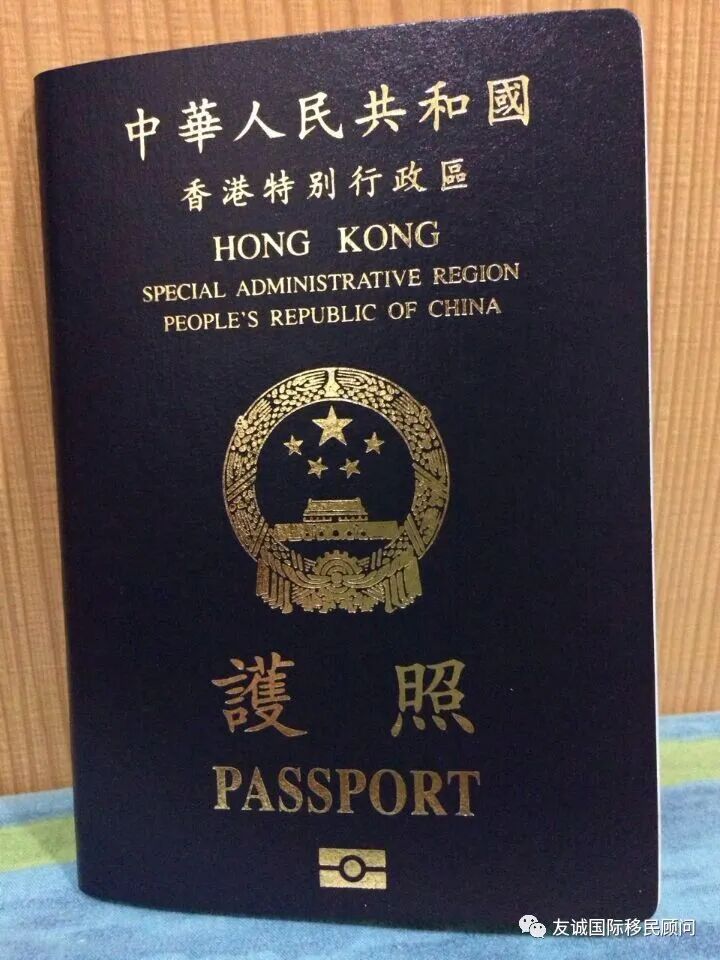 中華人民共和國
香港特別行政區
HONG KONG
SPECIAL ADMINISTRATIVE REGION
PEOPLE'S REPUBLIC OF CHINA
護照
PASSPORT
友诚国际移民顾问